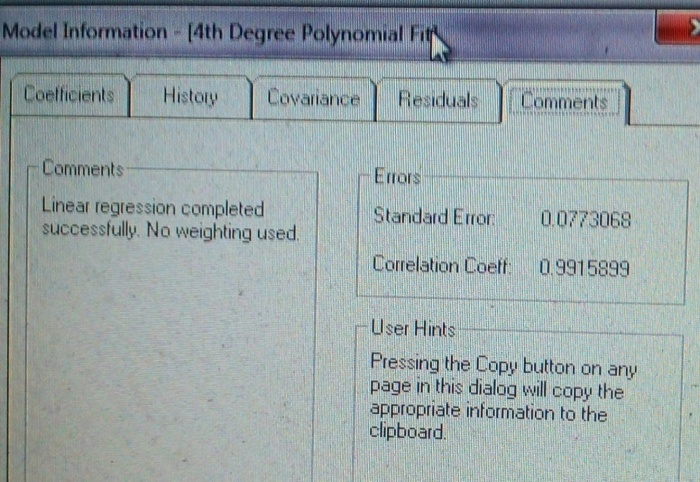 Model Information - [4th Degree Polynomial Fit]
Coefficients History Covariance Residuals Comments
Comments
Linear regression completed
successfully. No weighting used.
Errors
Standard Error: 0.0773068
Correlation Coeff: 0.9915899
User Hints
Pressing the Copy button on any
page in this dialog will copy the
appropriate information to the
clipboard.